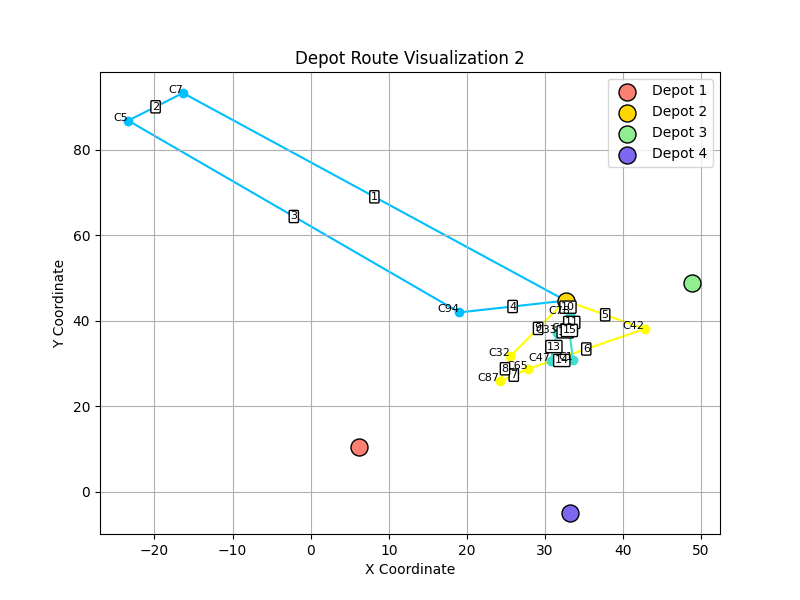 Depot Route Visualization 2
Depot 1
Depot 2
Depot 3
Depot 4
C7
C5
2
1
3
C94
4
10
5
11
9
15
C42
13
6
C32
C47
14
8
C65
7
C87
80
60
40
20
0
Y Coordinate
−20
−10
0
10
20
30
40
50
X Coordinate